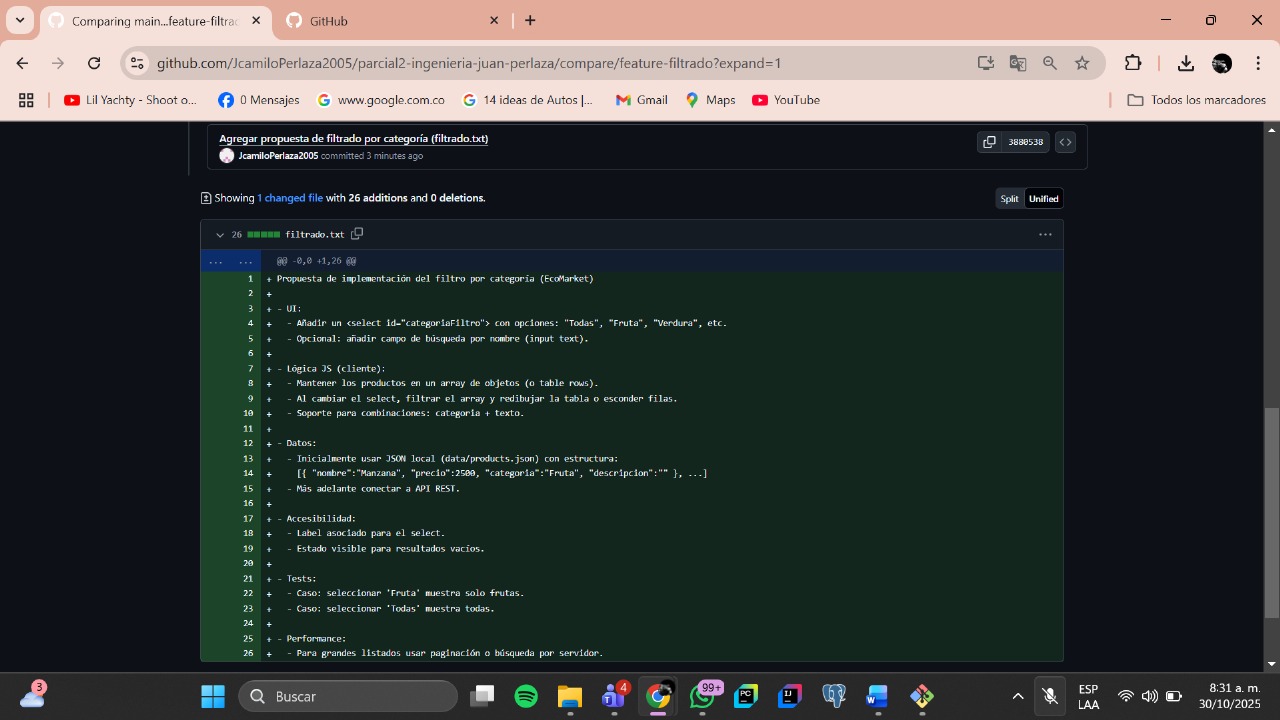 Comparing main...feature-filtrad
GitHub
github.com/JcamiloPerlaza2005/parcial2-ingenieria-juan-perlaza/compare/feature-filtrado?expand=1
Lil Yachty - Shoot o...
0 Mensajes
www.google.com.co
14 ideas de Autos |...
Gmail
Maps
YouTube
Todos los marcadores
Agregar propuesta de filtrado por categoría (filtrado.txt)
3880538
JcamiloPerlaza2005 committed 3 minutes ago
Showing 1 changed file with 26 additions and 0 deletions.
Split Unified
26 filtrado.txt
... ... @@ -0,0 +1,26 @@
1 + Propuesta de implementación del filtro por categoría (EcoMarket)
2 +
3 + - UI:
4 + - Añadir un <select id="categoriaFiltro"> con opciones: "Todas", "Fruta", "Verdura", etc.
5 + - Opcional: añadir campo de búsqueda por nombre (input text).
6 +
7 + - Lógica JS (cliente):
8 + - Mantener los productos en un array de objetos (o table rows).
9 + - Al cambiar el select, filtrar el array y redibujar la tabla o esconder filas.
10 + - Soporte para combinaciones: categoria + texto.
11 +
12 + - Datos:
13 + - Inicialmente usar JSON local (data/products.json) con estructura:
14 + [{ "nombre":"Manzana", "precio":2500, "categoria":"Fruta", "descripcion":"" }, ...]
15 + - Más adelante conectar a API REST.
16 +
17 + - Accesibilidad:
18 + - Label asociado para el select.
19 + - Estado visible para resultados vacíos.
20 +
21 + - Tests:
22 + - Caso: seleccionar 'Fruta' muestra solo frutas.
23 + - Caso: seleccionar 'Todas' muestra todas.
24 +
25 + - Performance:
26 + - Para grandes listados usar paginación o búsqueda por servidor.
3
Buscar
4
99+
ESP
LAA
8:31 a. m.
30/10/2025